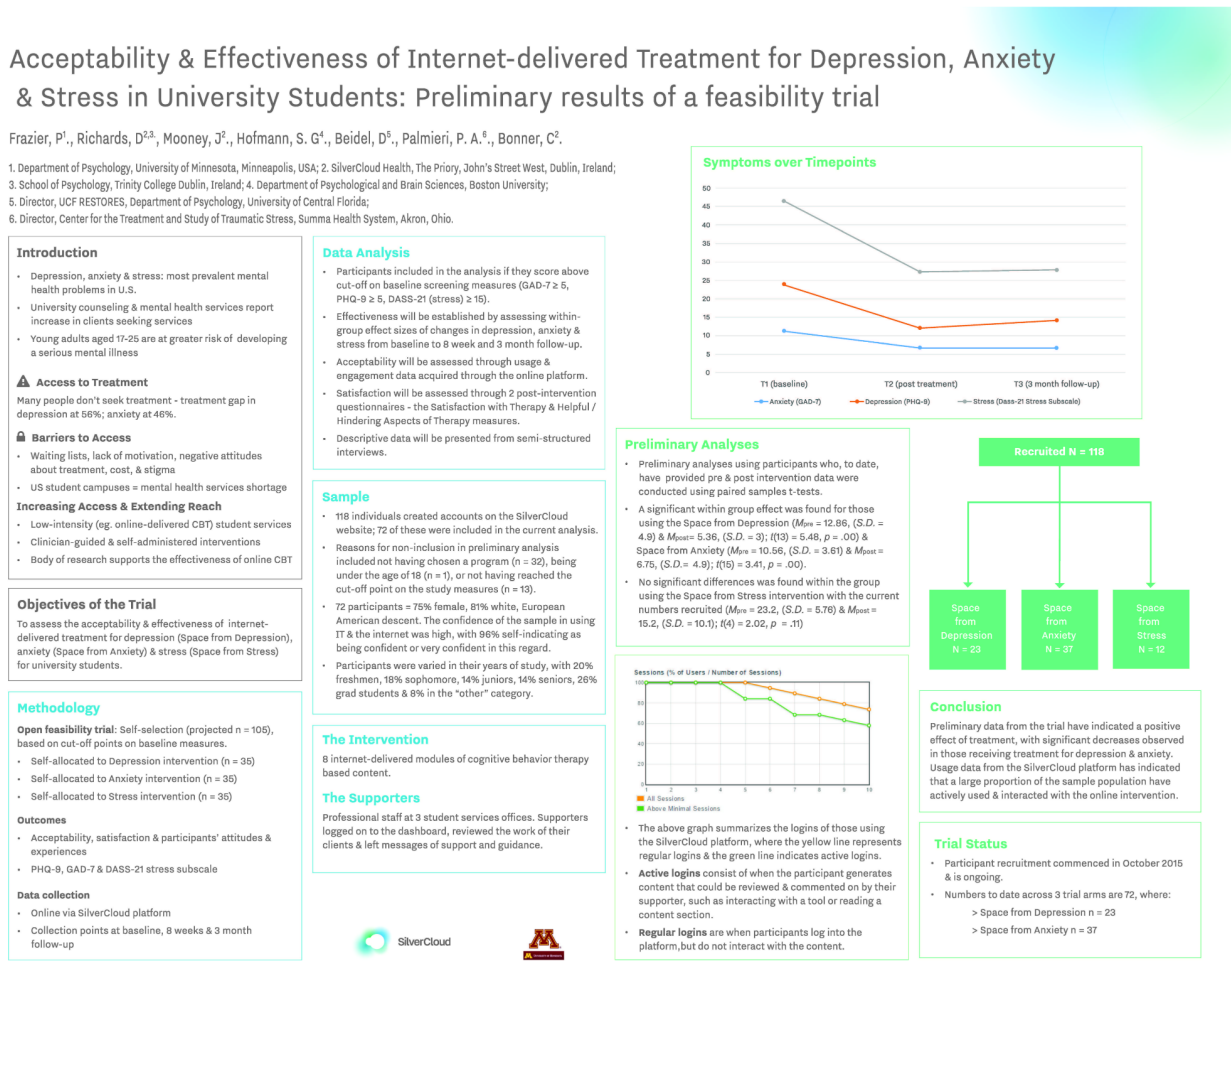 Acceptability & Effectiveness of Internet-delivered Treatment for Depression, Anxiety
& Stress in University Students: Preliminary results of a feasibility trial
Frazier, P¹., Richards, D²,³·, Mooney, J²., Hofmann, S. G⁴., Beidel, D⁵., Palmieri, P. A.⁶ ., Bonner, C².
1. Department of Psychology, University of Minnesota, Minneapolis, USA; 2. SilverCloud Health, The Priory, John's Street West, Dublin, Ireland;
3. School of Psychology, Trinity College Dublin, Ireland; 4. Department of Psychological and Brain Sciences, Boston University;
5. Director, UCF RESTORES, Department of Psychology, University of Central Florida;
6. Director, Center for the Treatment and Study of Traumatic Stress, Summa Health System, Akron, Ohio.
Introduction
• Depression, anxiety & stress: most prevalent mental
health problems in U.S.
• University counseling & mental health services report
increase in clients seeking services
• Young adults aged 17-25 are at greater risk of developing
a serious mental illness
Access to Treatment
Many people don't seek treatment - treatment gap in
depression at 56%; anxiety at 46%.
Barriers to Access
• Waiting lists, lack of motivation, negative attitudes
about treatment, cost, & stigma
• US student campuses = mental health services shortage
Increasing Access & Extending Reach
• Low-intensity (eg. online-delivered CBT) student services
• Clinician-guided & self-administered interventions
• Body of research supports the effectiveness of online CBT
Objectives of the Trial
To assess the acceptability & effectiveness of internet-
delivered treatment for depression (Space from Depression),
anxiety (Space from Anxiety) & stress (Space from Stress)
for university students.
Methodology
Open feasibility trial: Self-selection (projected n = 105),
based on cut-off points on baseline measures.
• Self-allocated to Depression intervention (n = 35)
• Self-allocated to Anxiety intervention (n = 35)
• Self-allocated to Stress intervention (n = 35)
Outcomes
• Acceptability, satisfaction & participants' attitudes &
experiences
• PHQ-9, GAD-7 & DASS-21 stress subscale
Data collection
• Online via SilverCloud platform
• Collection points at baseline, 8 weeks & 3 month
follow-up
Data Analysis
• Participants included in the analysis if they score above
cut-off on baseline screening measures (GAD-7 ≥ 5,
PHQ-9 ≥ 5, DASS-21 (stress) ≥ 15).
• Effectiveness will be established by assessing within-
group effect sizes of changes in depression, anxiety &
stress from baseline to 8 week and 3 month follow-up.
• Acceptability will be assessed through usage &
engagement data acquired through the online platform.
• Satisfaction will be assessed through 2 post-intervention
questionnaires - the Satisfaction with Therapy & Helpful /
Hindering Aspects of Therapy measures.
• Descriptive data will be presented from semi-structured
interviews.
Sample
• 118 individuals created accounts on the SilverCloud
website; 72 of these were included in the current analysis.
• Reasons for non-inclusion in preliminary analysis
included not having chosen a program (n = 32), being
under the age of 18 (n = 1), or not having reached the
cut-off point on the study measures (n = 13).
• 72 participants = 75% female, 81% white, European
American descent. The confidence of the sample in using
IT & the internet was high, with 96% self-indicating as
being confident or very confident in this regard.
• Participants were varied in their years of study, with 20%
freshmen, 18% sophomore, 14% juniors, 14% seniors, 26%
grad students & 8% in the "other" category.
The Intervention
8 internet-delivered modules of cognitive behavior therapy
based content.
The Supporters
Professional staff at 3 student services offices. Supporters
logged on to the dashboard, reviewed the work of their
clients & left messages of support and guidance.
SilverCloud
Symptoms over Timepoints
50
45
40
35
30
25
20
15
10
5
0
T1 (baseline) T2 (post treatment) T3 (3 month follow-up)
Anxiety (GAD-7) Depression (PHQ-9) Stress (Dass-21 Stress Subscale)
Preliminary Analyses
• Preliminary analyses using participants who, to date,
have provided pre & post intervention data were
conducted using paired samples t-tests.
• A significant within group effect was found for those
using the Space from Depression (Mpre = 12.86, (S.D. =
4.9) & Mpost= 5.36, (S.D. = 3); t(13) = 5.48, p = .00) &
Space from Anxiety (Mpre = 10.56, (S.D. = 3.61) & Mpost =
6.75, (S.D.= 4.9); t(15) = 3.41, p = .00).
• No significant differences was found within the group
using the Space from Stress intervention with the current
numbers recruited (Mpre = 23.2, (S.D. = 5.76) & Mpost =
15.2, (S.D. = 10.1); t(4) = 2.02, p = .11)
Sessions (% of Users / Number of Sessions)
100
80
60
40
20
0
1 2 3 4 5 6 7 8 9 10
All Sessions
Above Minimal Sessions
• The above graph summarizes the logins of those using
the SilverCloud platform, where the yellow line represents
regular logins & the green line indicates active logins.
• Active logins consist of when the participant generates
content that could be reviewed & commented on by their
supporter, such as interacting with a tool or reading a
content section.
• Regular logins are when participants log into the
platform,but do not interact with the content.
Recruited N = 118
Space
from
Depression
N = 23
Space
from
Anxiety
N = 37
Space
from
Stress
N = 12
Conclusion
Preliminary data from the trial have indicated a positive
effect of treatment, with significant decreases observed
in those receiving treatment for depression & anxiety.
Usage data from the SilverCloud platform has indicated
that a large proportion of the sample population have
actively used & interacted with the online intervention.
Trial Status
• Participant recruitment commenced in October 2015
& is ongoing.
• Numbers to date across 3 trial arms are 72, where:
> Space from Depression n = 23
> Space from Anxiety n = 37